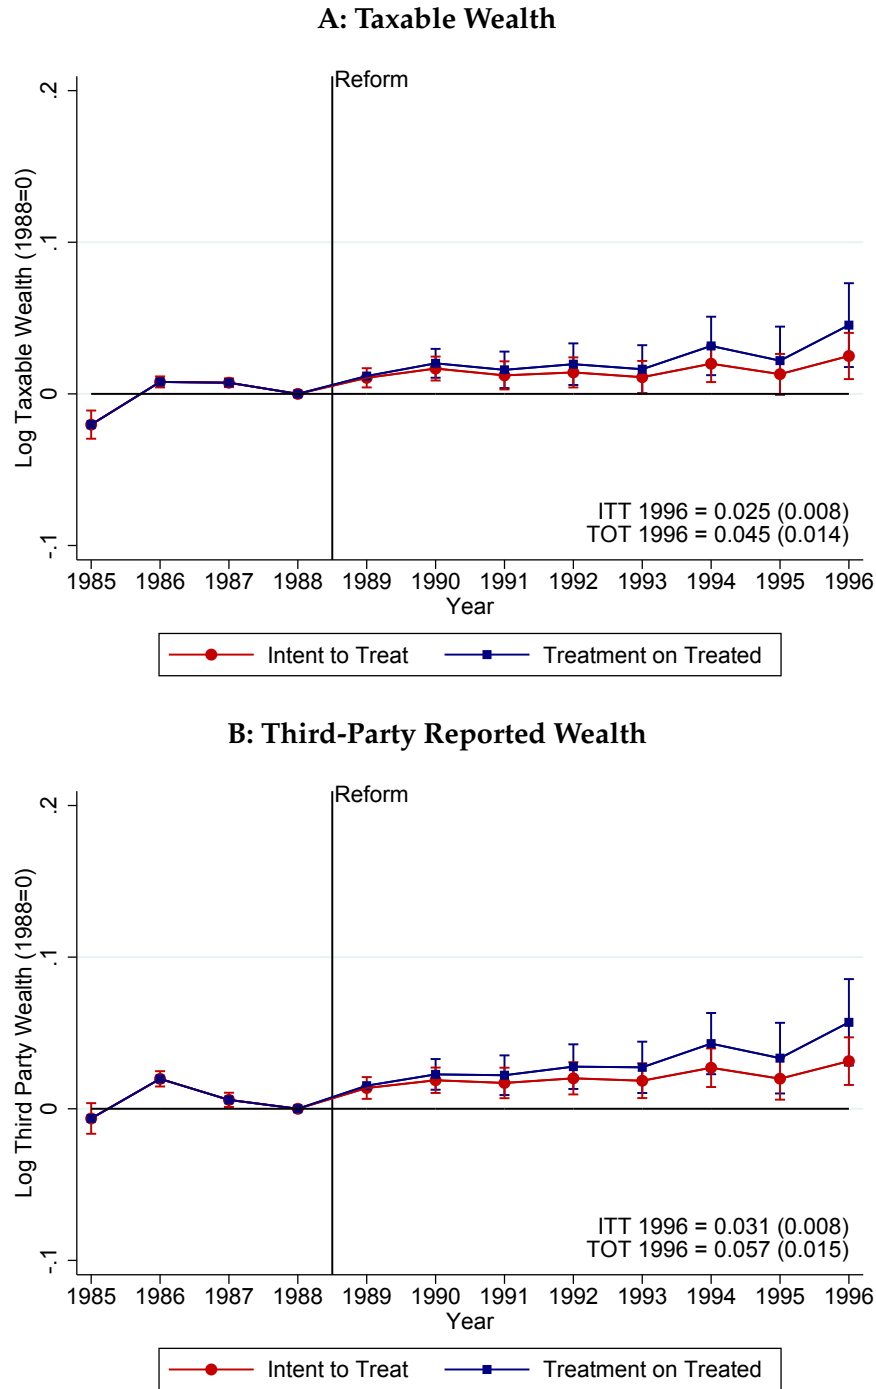 A: Taxable Wealth
Reform
.2
.1
0
-.1
Log Taxable Wealth (1988=0)
ITT 1996 = 0.025 (0.008)
TOT 1996 = 0.045 (0.014)
1985 1986 1987 1988 1989 1990 1991 1992 1993 1994 1995 1996
Year
Intent to Treat Treatment on Treated
B: Third-Party Reported Wealth
Reform
.2
.1
0
-.1
Log Third Party Wealth (1988=0)
ITT 1996 = 0.031 (0.008)
TOT 1996 = 0.057 (0.015)
1985 1986 1987 1988 1989 1990 1991 1992 1993 1994 1995 1996
Year
Intent to Treat Treatment on Treated